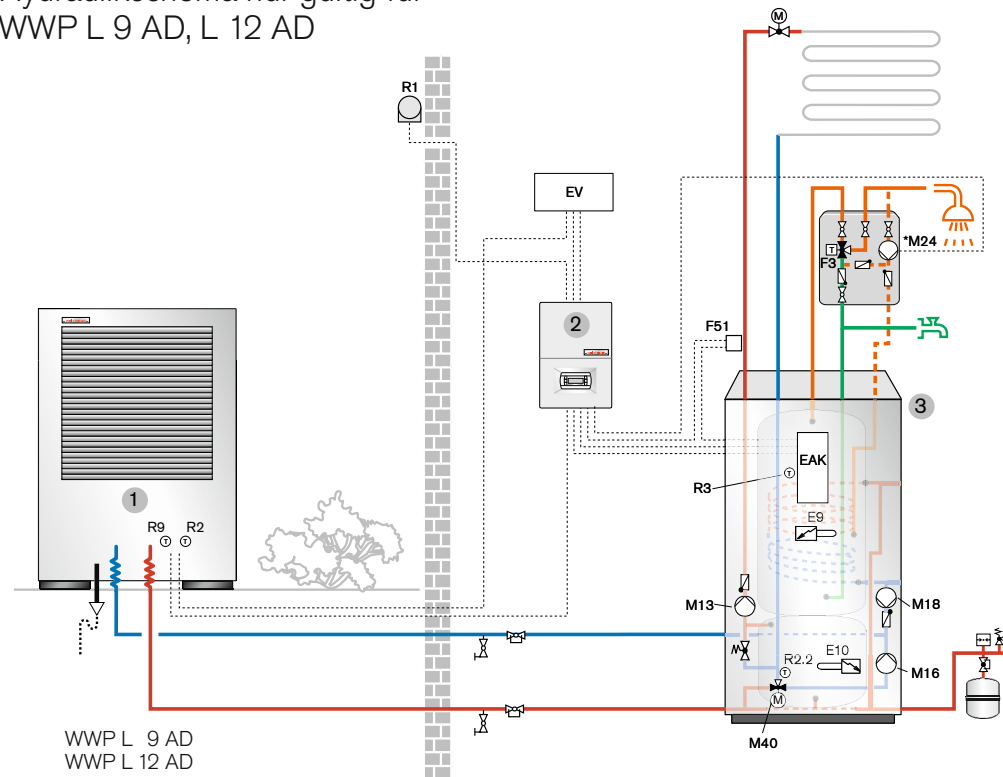 WWP L 9 AD, L 12 AD
M
R1
EV
*M24
T
F3
2
F51
3
EAK
R3
T
E9
1
R9 R2
T T
M13
M18
R2.2
T
E10
M16
M
M40
WWP L 9 AD
WWP L 12 AD